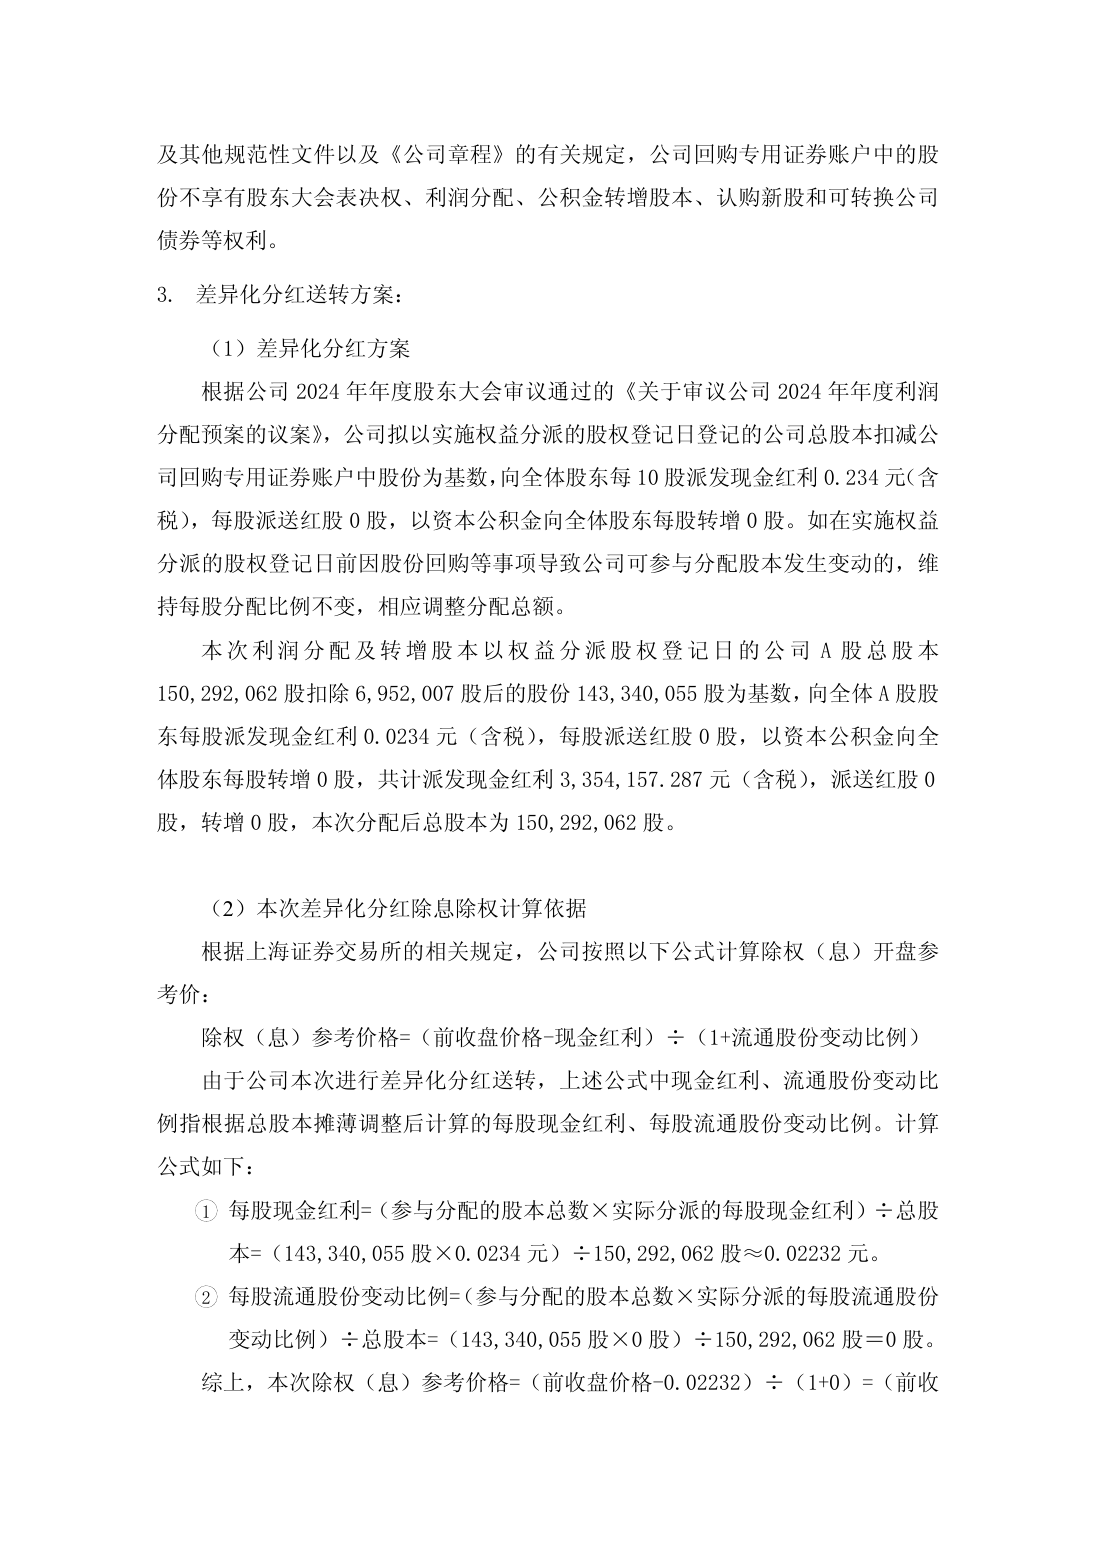 及其他规范性文件以及《公司章程》的有关规定，公司回购专用证券账户中的股
份不享有股东大会表决权、利润分配、公积金转增股本、认购新股和可转换公司
债券等权利。
3. 差异化分红送转方案：
（1）差异化分红方案
根据公司 2024 年年度股东大会审议通过的《关于审议公司 2024 年年度利润
分配预案的议案》，公司拟以实施权益分派的股权登记日登记的公司总股本扣减公
司回购专用证券账户中股份为基数，向全体股东每 10 股派发现金红利 0.234 元（含
税），每股派送红股 0 股，以资本公积金向全体股东每股转增 0 股。如在实施权益
分派的股权登记日前因股份回购等事项导致公司可参与分配股本发生变动的，维
持每股分配比例不变，相应调整分配总额。
本次利润分配及转增股本以权益分派股权登记日的公司 A 股总股本
150,292,062 股扣除 6,952,007 股后的股份 143,340,055 股为基数，向全体 A 股股
东每股派发现金红利 0.0234 元（含税），每股派送红股 0 股，以资本公积金向全
体股东每股转增 0 股，共计派发现金红利 3,354,157.287 元（含税），派送红股 0
股，转增 0 股，本次分配后总股本为 150,292,062 股。
（2）本次差异化分红除息除权计算依据
根据上海证券交易所的相关规定，公司按照以下公式计算除权（息）开盘参
考价：
除权（息）参考价格=（前收盘价格-现金红利）÷（1+流通股份变动比例）
由于公司本次进行差异化分红送转，上述公式中现金红利、流通股份变动比
例指根据总股本摊薄调整后计算的每股现金红利、每股流通股份变动比例。计算
公式如下：
① 每股现金红利=（参与分配的股本总数×实际分派的每股现金红利）÷总股
本=（143,340,055 股×0.0234 元）÷150,292,062 股≈0.02232 元。
② 每股流通股份变动比例=（参与分配的股本总数×实际分派的每股流通股份
变动比例）÷总股本=（143,340,055 股×0 股）÷150,292,062 股＝0 股。
综上，本次除权（息）参考价格=（前收盘价格-0.02232）÷（1+0）=（前收